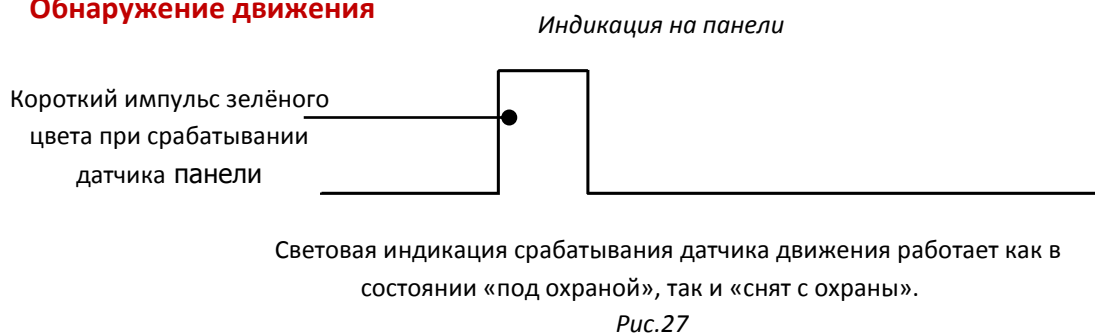 Обнаружение движения
Индикация на панели
Короткий импульс зелёного
цвета при срабатывании
датчика панели
Световая индикация срабатывания датчика движения работает как в
состоянии «под охраной», так и «снят с охраны».
Рис.27